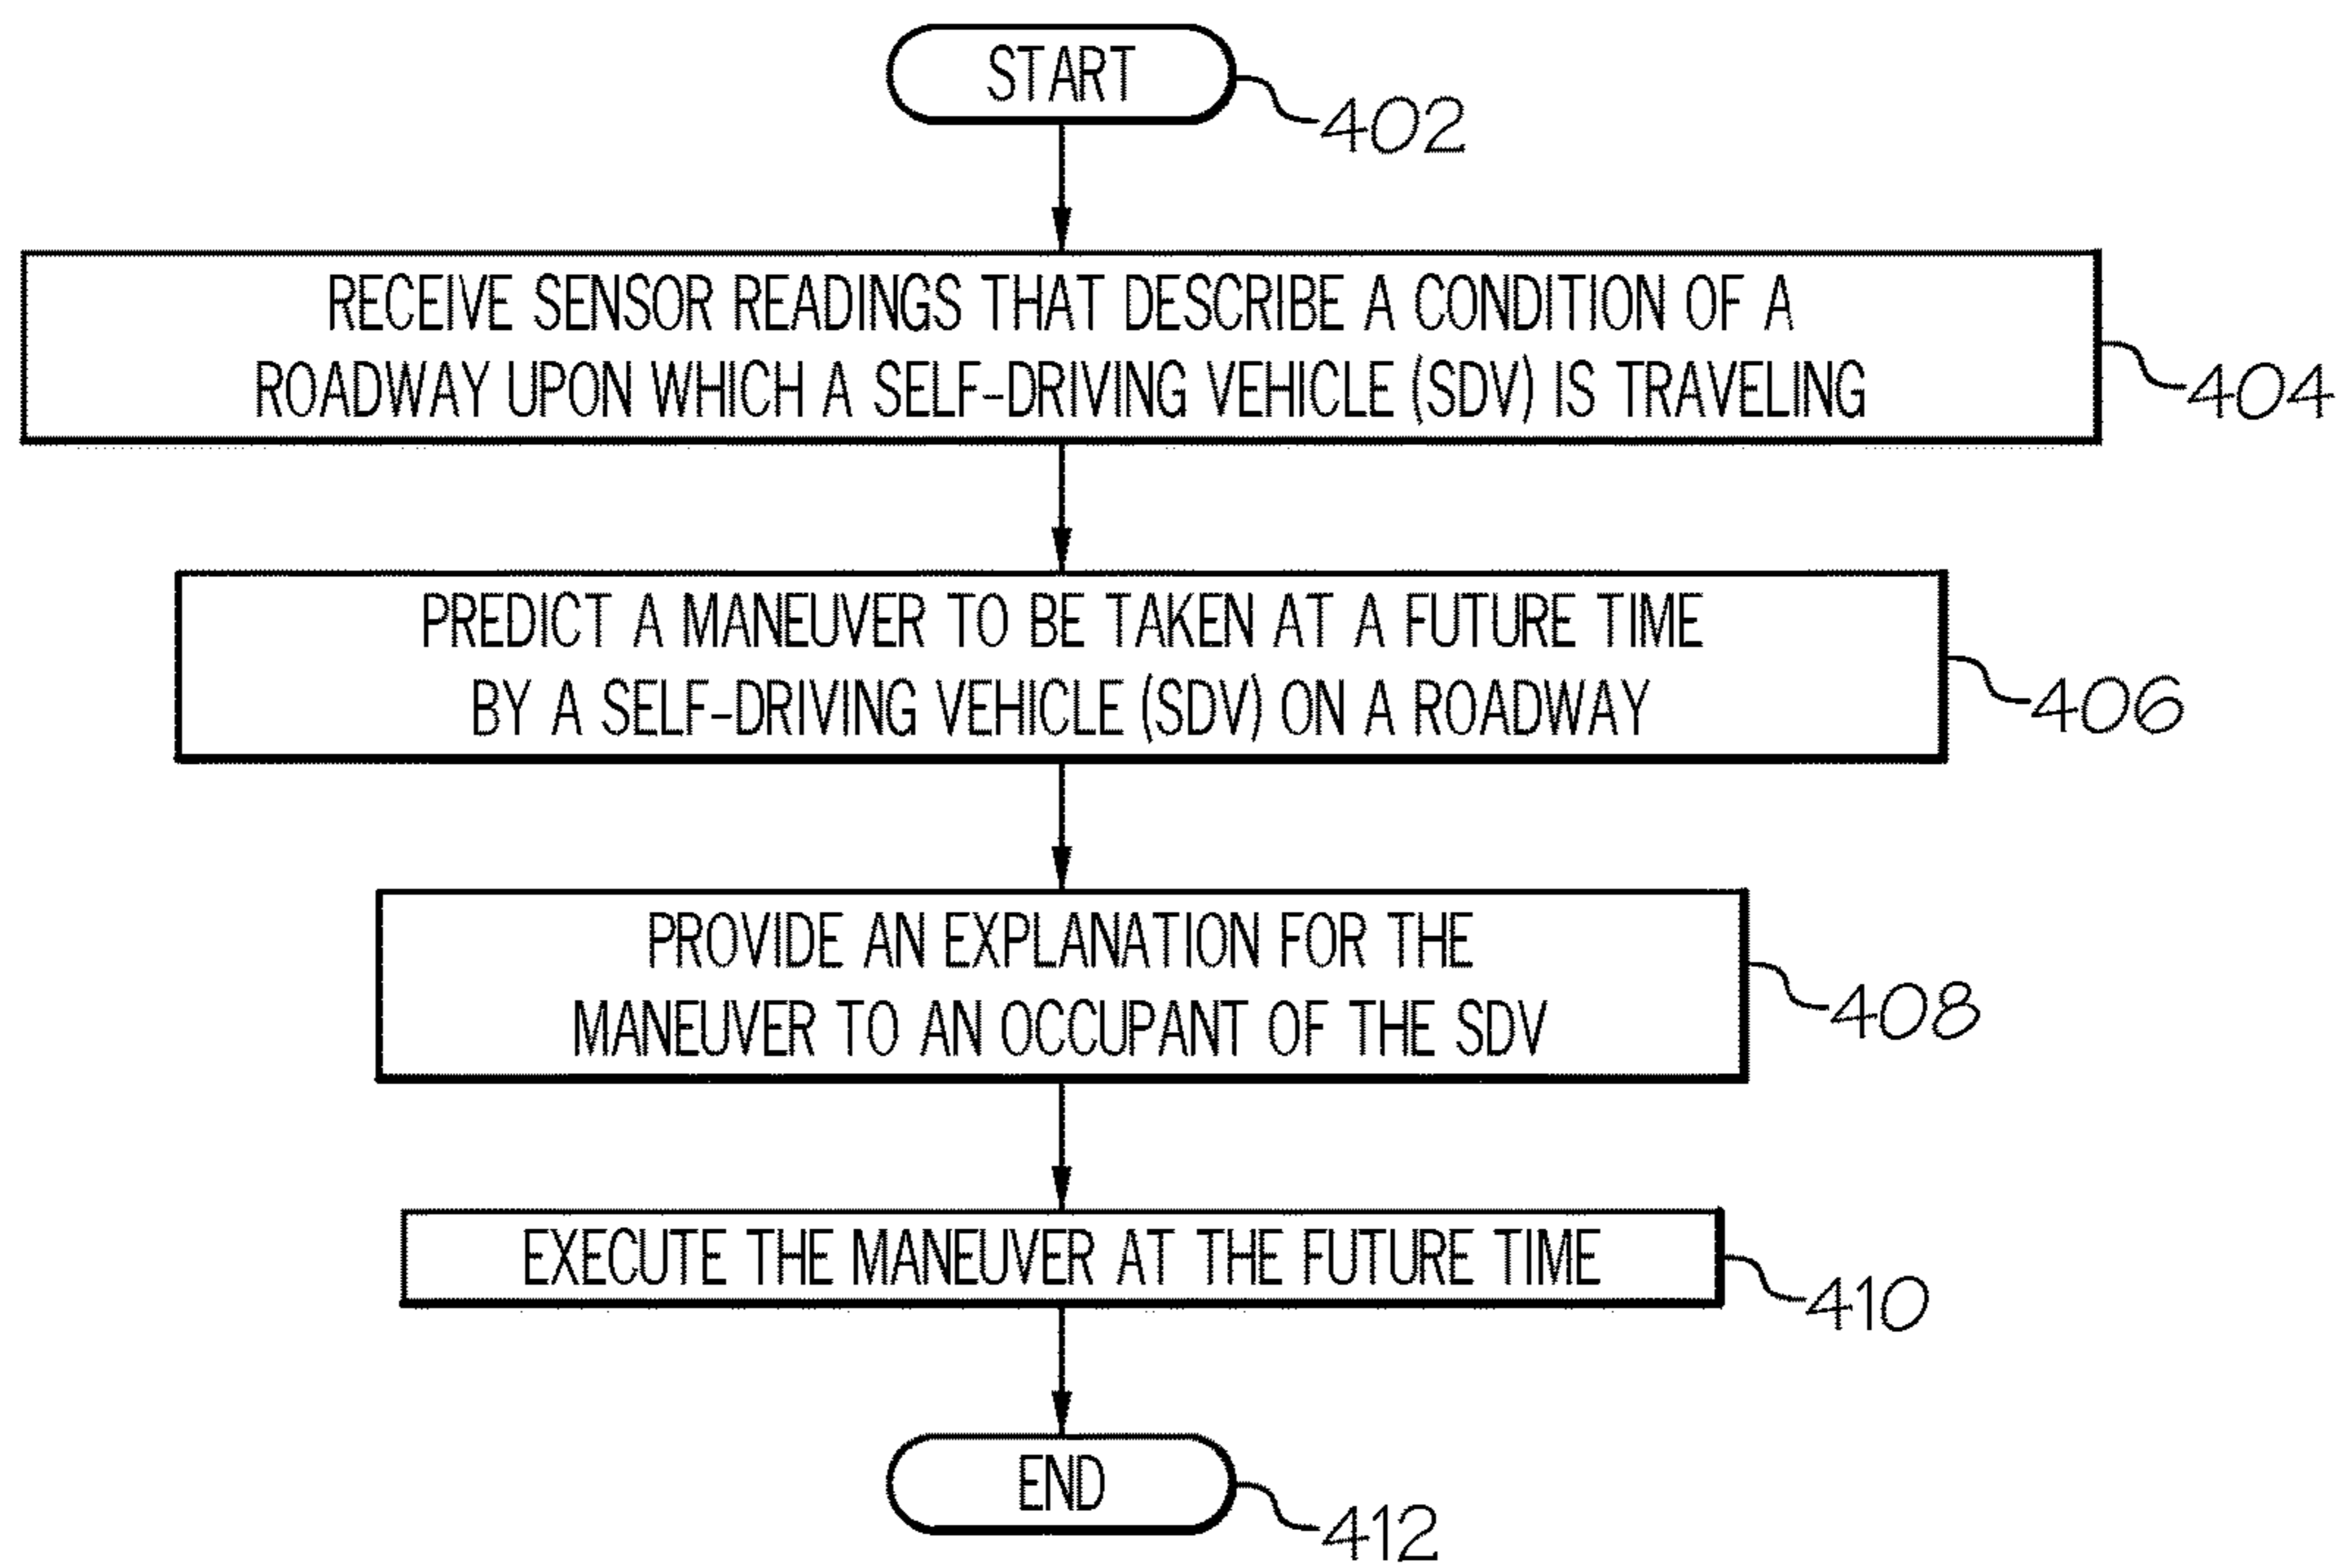 START
402
RECEIVE SENSOR READINGS THAT DESCRIBE A CONDITION OF A
ROADWAY UPON WHICH A SELF-DRIVING VEHICLE (SDV) IS TRAVELING
404
PREDICT A MANEUVER TO BE TAKEN AT A FUTURE TIME
BY A SELF-DRIVING VEHICLE (SDV) ON A ROADWAY
406
PROVIDE AN EXPLANATION FOR THE
MANEUVER TO AN OCCUPANT OF THE SDV
408
EXECUTE THE MANEUVER AT THE FUTURE TIME
410
END
412